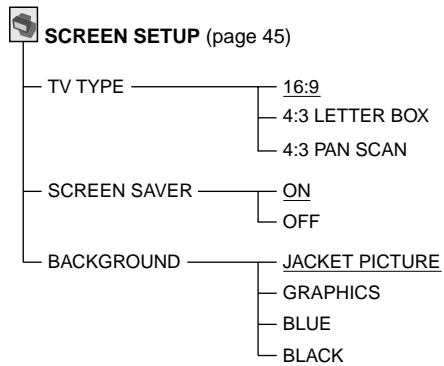 SCREEN SETUP (page 45)
TV TYPE 16:9
4:3 LETTER BOX
4:3 PAN SCAN
SCREEN SAVER ON
OFF
BACKGROUND JACKET PICTURE
GRAPHICS
BLUE
BLACK